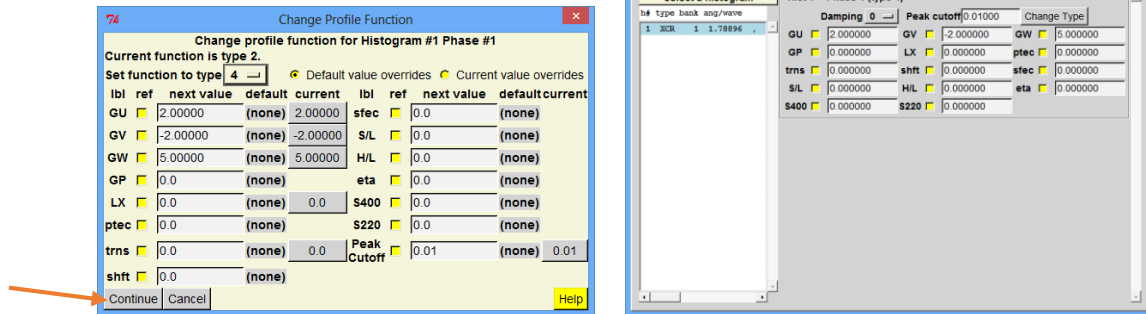 Change Profile Function
Change profile function for Histogram #1 Phase #1
Current function is type 2.
Set function to type 4 Default value overrides Current value overrides
lbl ref next value default current lbl ref next value default current
GU 2.00000 (none) 2.00000 sfec 0.0 (none)
GV -2.00000 (none) -2.00000 S/L 0.0 (none)
GW 5.00000 (none) 5.00000 H/L 0.0 (none)
GP 0.0 (none) eta 0.0 (none)
LX 0.0 (none) 0.0 S400 0.0 (none)
ptec 0.0 (none) S220 0.0 (none)
trns 0.0 (none) 0.0 Peak Cutoff 0.01 (none) 0.01
shft 0.0 (none)
Continue Cancel Help
h# type bank ang/wave
1 XCR 1 1.78896 ,
Damping 0 Peak cutoff 0.01000 Change Type
GU 2.000000 GV -2.000000 GW 5.000000
GP 0.000000 LX 0.000000 ptec 0.000000
trns 0.000000 shft 0.000000 sfec 0.000000
S/L 0.000000 H/L 0.000000 eta 0.000000
S400 0.000000 S220 0.000000